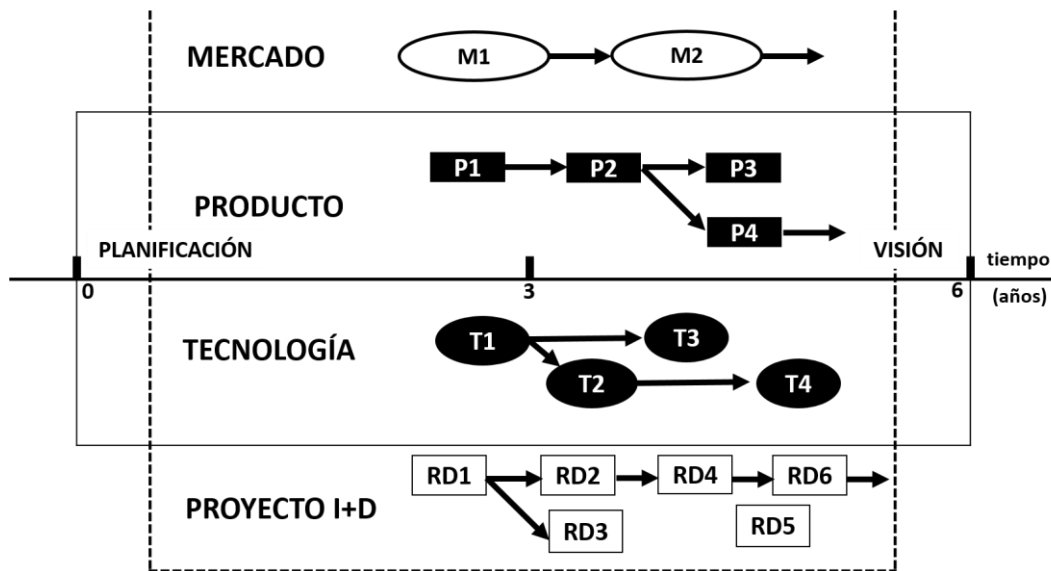 MERCADO
M1
M2
P1
P2
P3
PRODUCTO
P4
PLANIFICACIÓN
VISIÓN
tiempo
0
3
6
(años)
TECNOLOGÍA
T1
T3
T2
T4
RD1
RD2
RD4
RD6
PROYECTO I+D
RD3
RD5